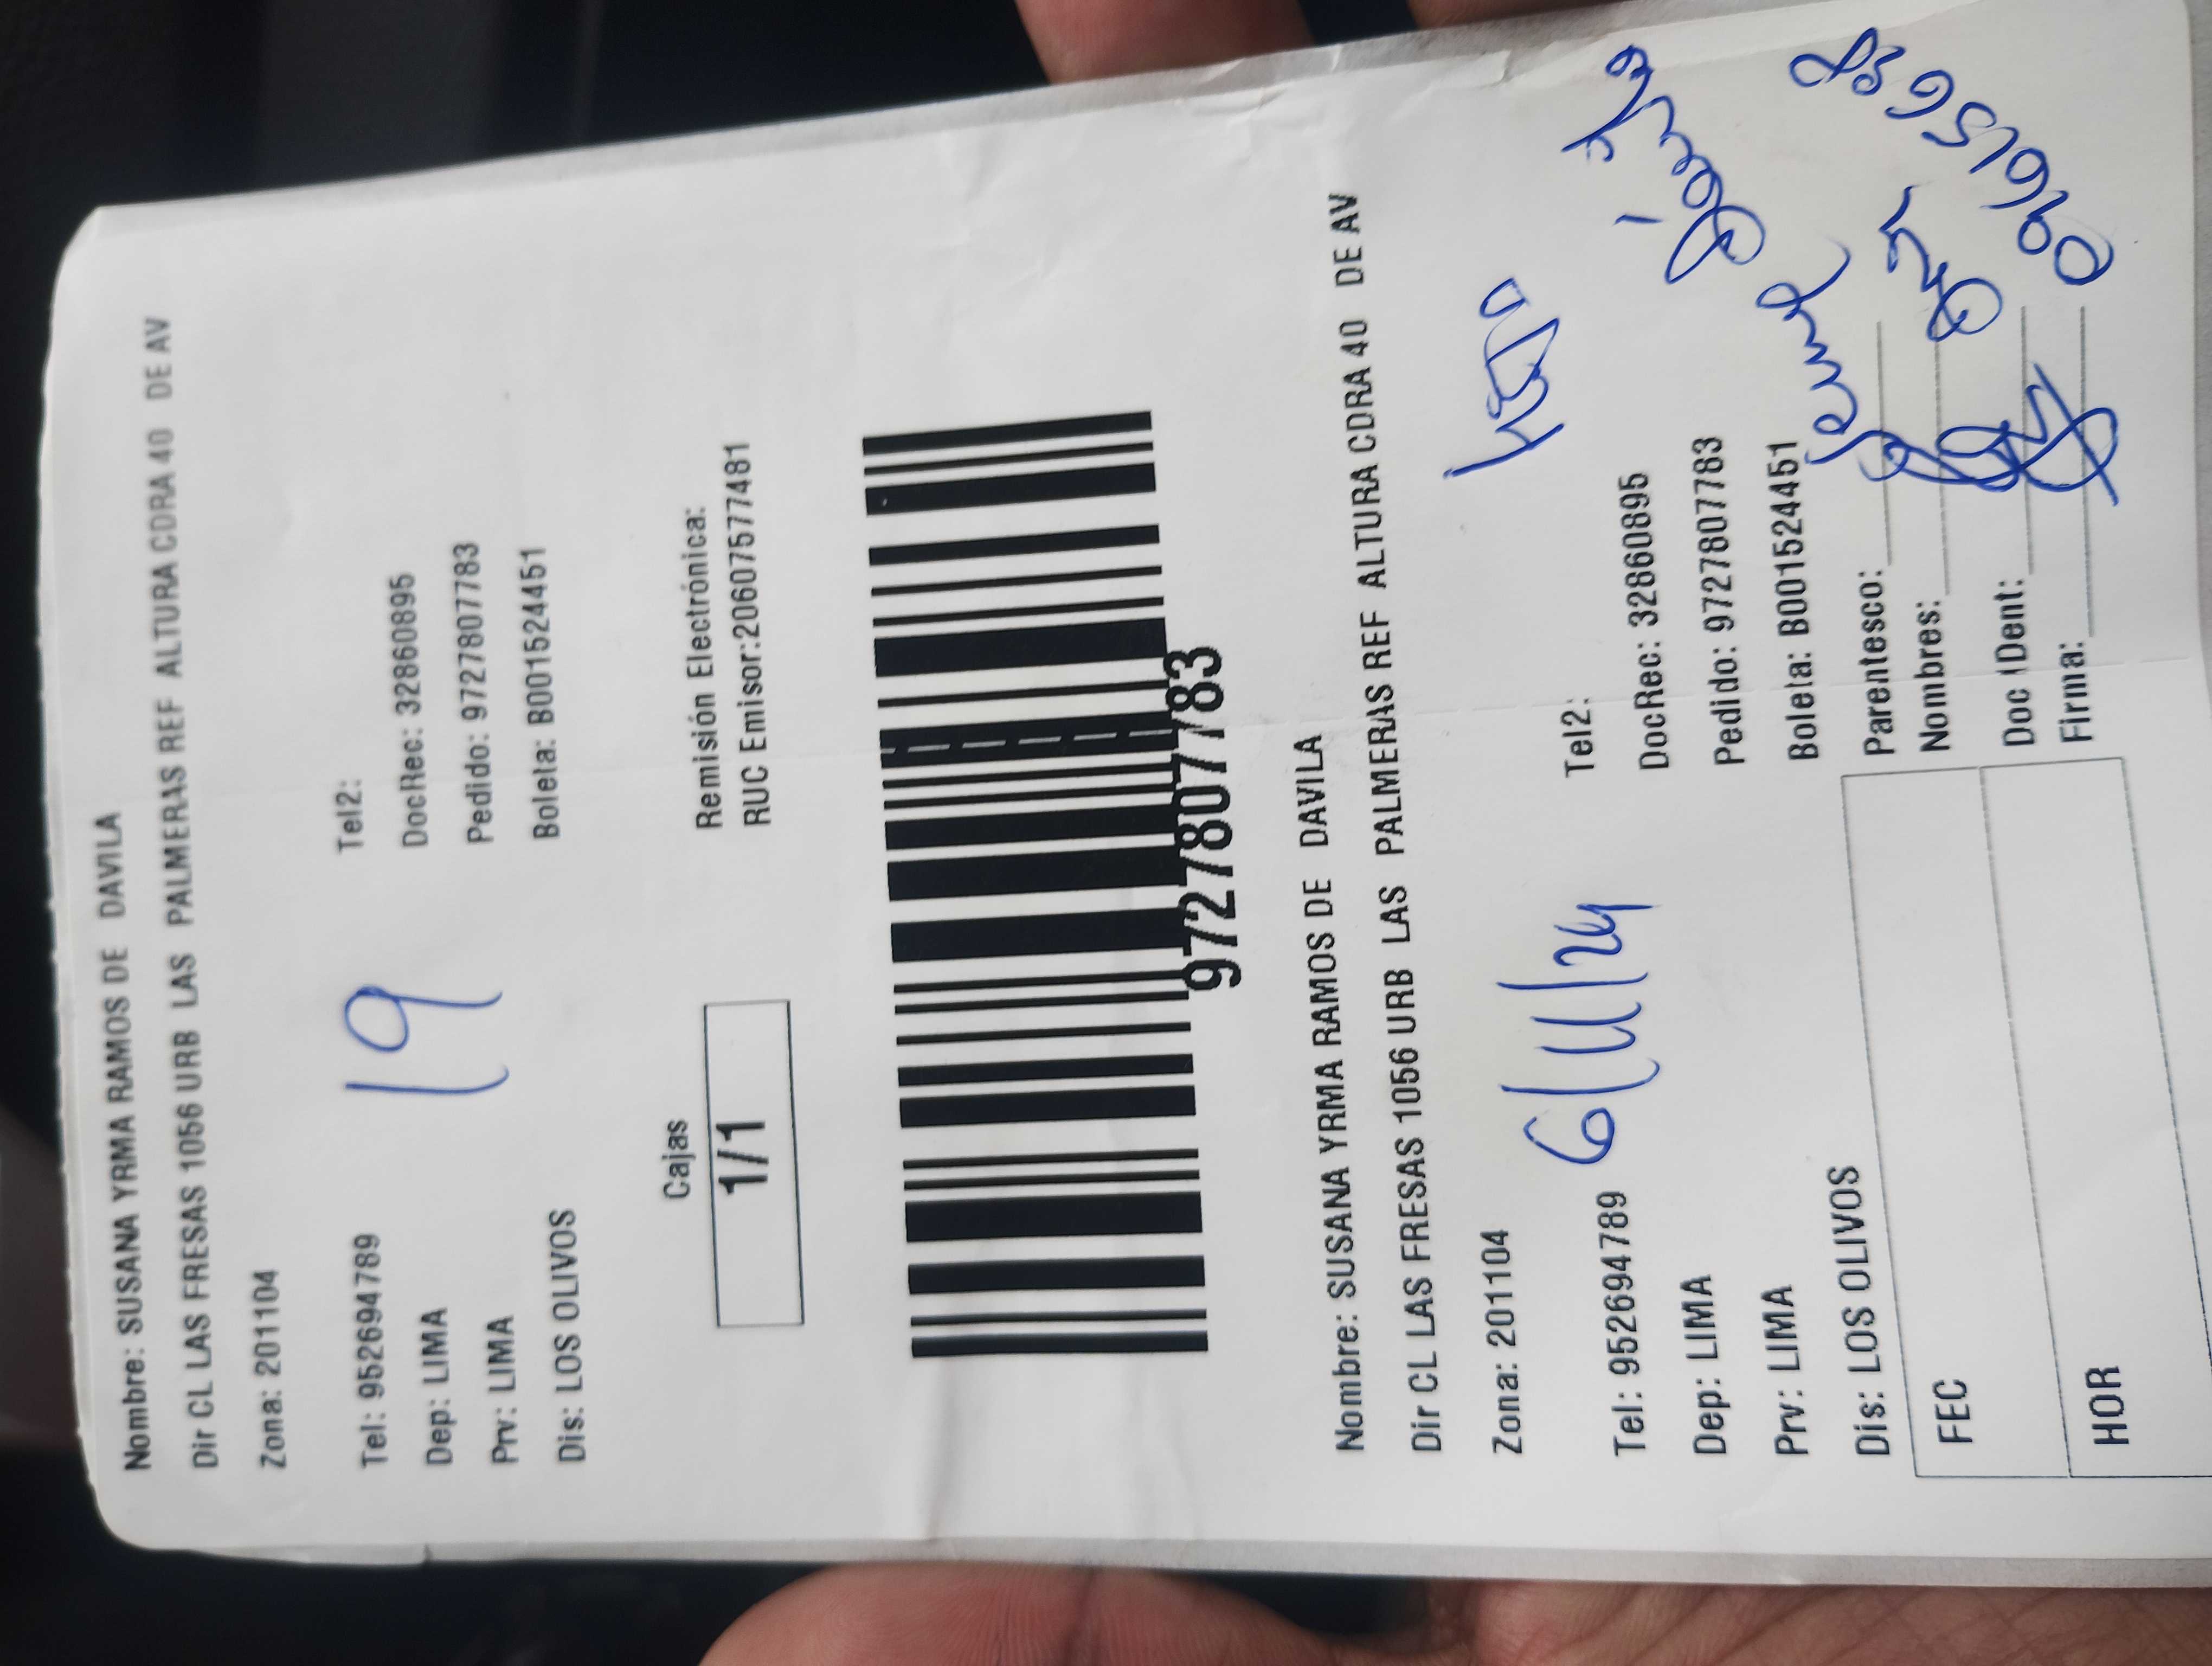 Nombre: SUSANA YRMA RAMOS DE DAVILA
Dir CL LAS FRESAS 1056 URB LAS PALMERAS REF ALTURA CDRA 40 DE AV
Zona: 201104
19
Tel: 952694789 Tel2:
Dep: LIMA DocRec: 32860895
Prv: LIMA Pedido: 97278077783
Dis: LOS OLIVOS Boleta: B001524451
Cajas Remisión Electrónica:
1/1 RUC Emisor:20607577481
9727807783
Nombre: SUSANA YRMA RAMOS DE DAVILA
Dir CL LAS FRESAS 1056 URB LAS PALMERAS REF ALTURA CDRA 40 DE AV
Zona: 201104
6/11/24
Tel: 952694789 Tel2:
Dep: LIMA DocRec: 32860895
Prv: LIMA Pedido: 9727807783
Dis: LOS OLIVOS Boleta: B001524451
FEC Parentesco:
Nombres:
HOR Doc IDent:
Firma: